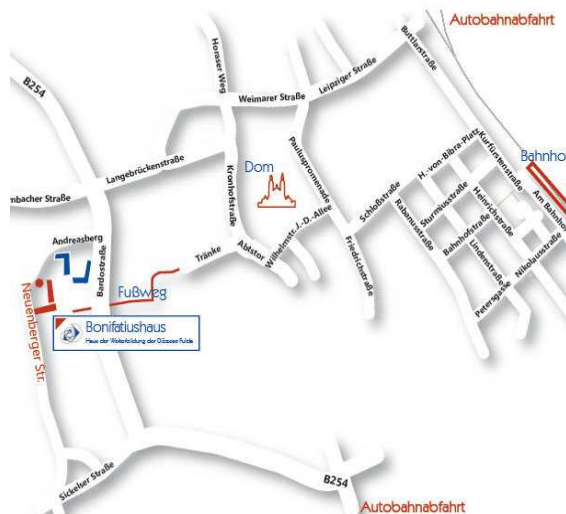 Autobahnabfahrt
Buttlarstraße
Horaser Weg
B254
Leipziger Straße
Weimarer Straße
Kurfürstenstraße
H.-von-Bibra-Platz
Bahnho
Pauluspromenade
Langebrückenstraße
Dom
Kronhofstraße
Schloßstraße
Sturmiusstraße
Heinrichstraße
Am Bahnhof
mbacher Straße
Rabanusstraße
Wilhelmstr.
J.-D.-Allee
Bahnhofstraße
Lindenstraße
Nikolausstraße
Andreasberg
Tränke
Abtstor
Friedrichstraße
Bardostraße
Fußweg
Petersgasse
Neuenberger Str.
Bonifatiushaus
Haus der Weiterbildung der Diözese Fulda
Sickelser Straße
B254
Autobahnabfahrt